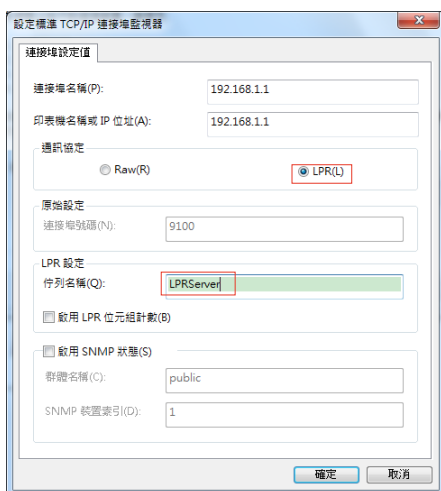 設定標準 TCP/IP 連接埠監視器
連接埠設定值
連接埠名稱(P): 192.168.1.1
印表機名稱或 IP 位址(A): 192.168.1.1
通訊協定
Raw(R) LPR(L)
原始設定
連接埠號碼(N): 9100
LPR 設定
佇列名稱(Q): LPRServer
啟用 LPR 位元組計數(B)
啟用 SNMP 狀態(S)
群體名稱(C): public
SNMP 裝置索引(D): 1
確定 取消